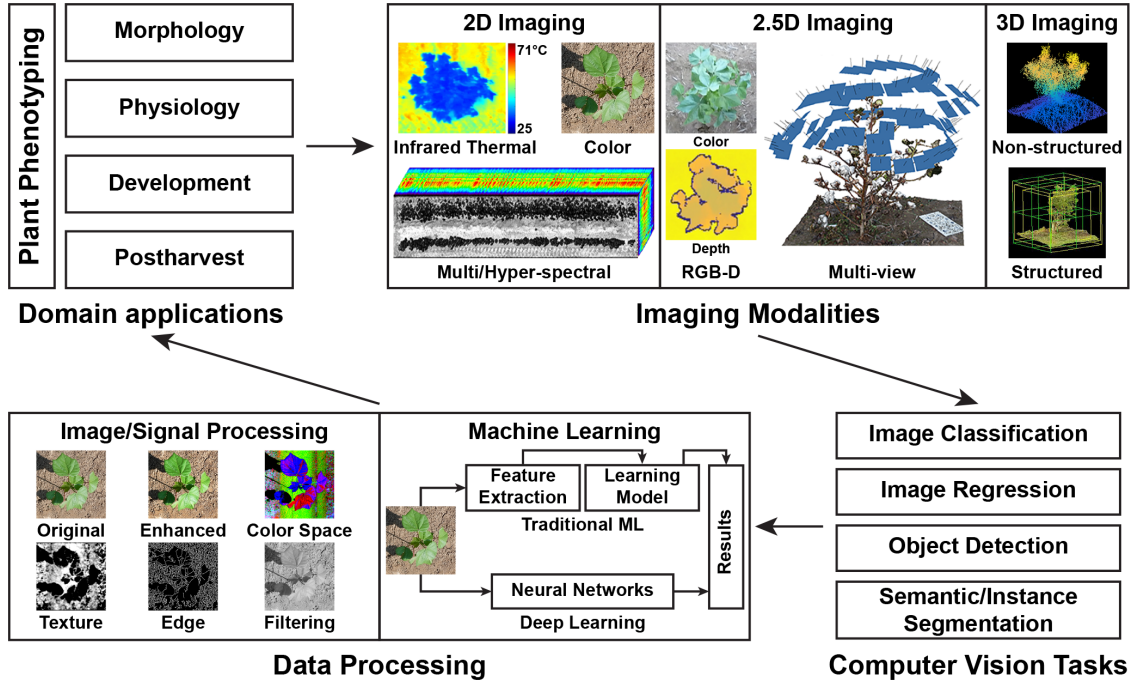 Plant Phenotyping
Morphology
Physiology
Development
Postharvest
Domain applications
2D Imaging
71°C
25
Infrared Thermal
Color
Multi/Hyper-spectral
2.5D Imaging
Color
Depth
RGB-D
Multi-view
3D Imaging
Non-structured
Structured
Imaging Modalities
Image/Signal Processing
Original
Enhanced
Color Space
Texture
Edge
Filtering
Machine Learning
Feature
Extraction
Learning
Model
Traditional ML
Results
Neural Networks
Deep Learning
Data Processing
Image Classification
Image Regression
Object Detection
Semantic/Instance
Segmentation
Computer Vision Tasks